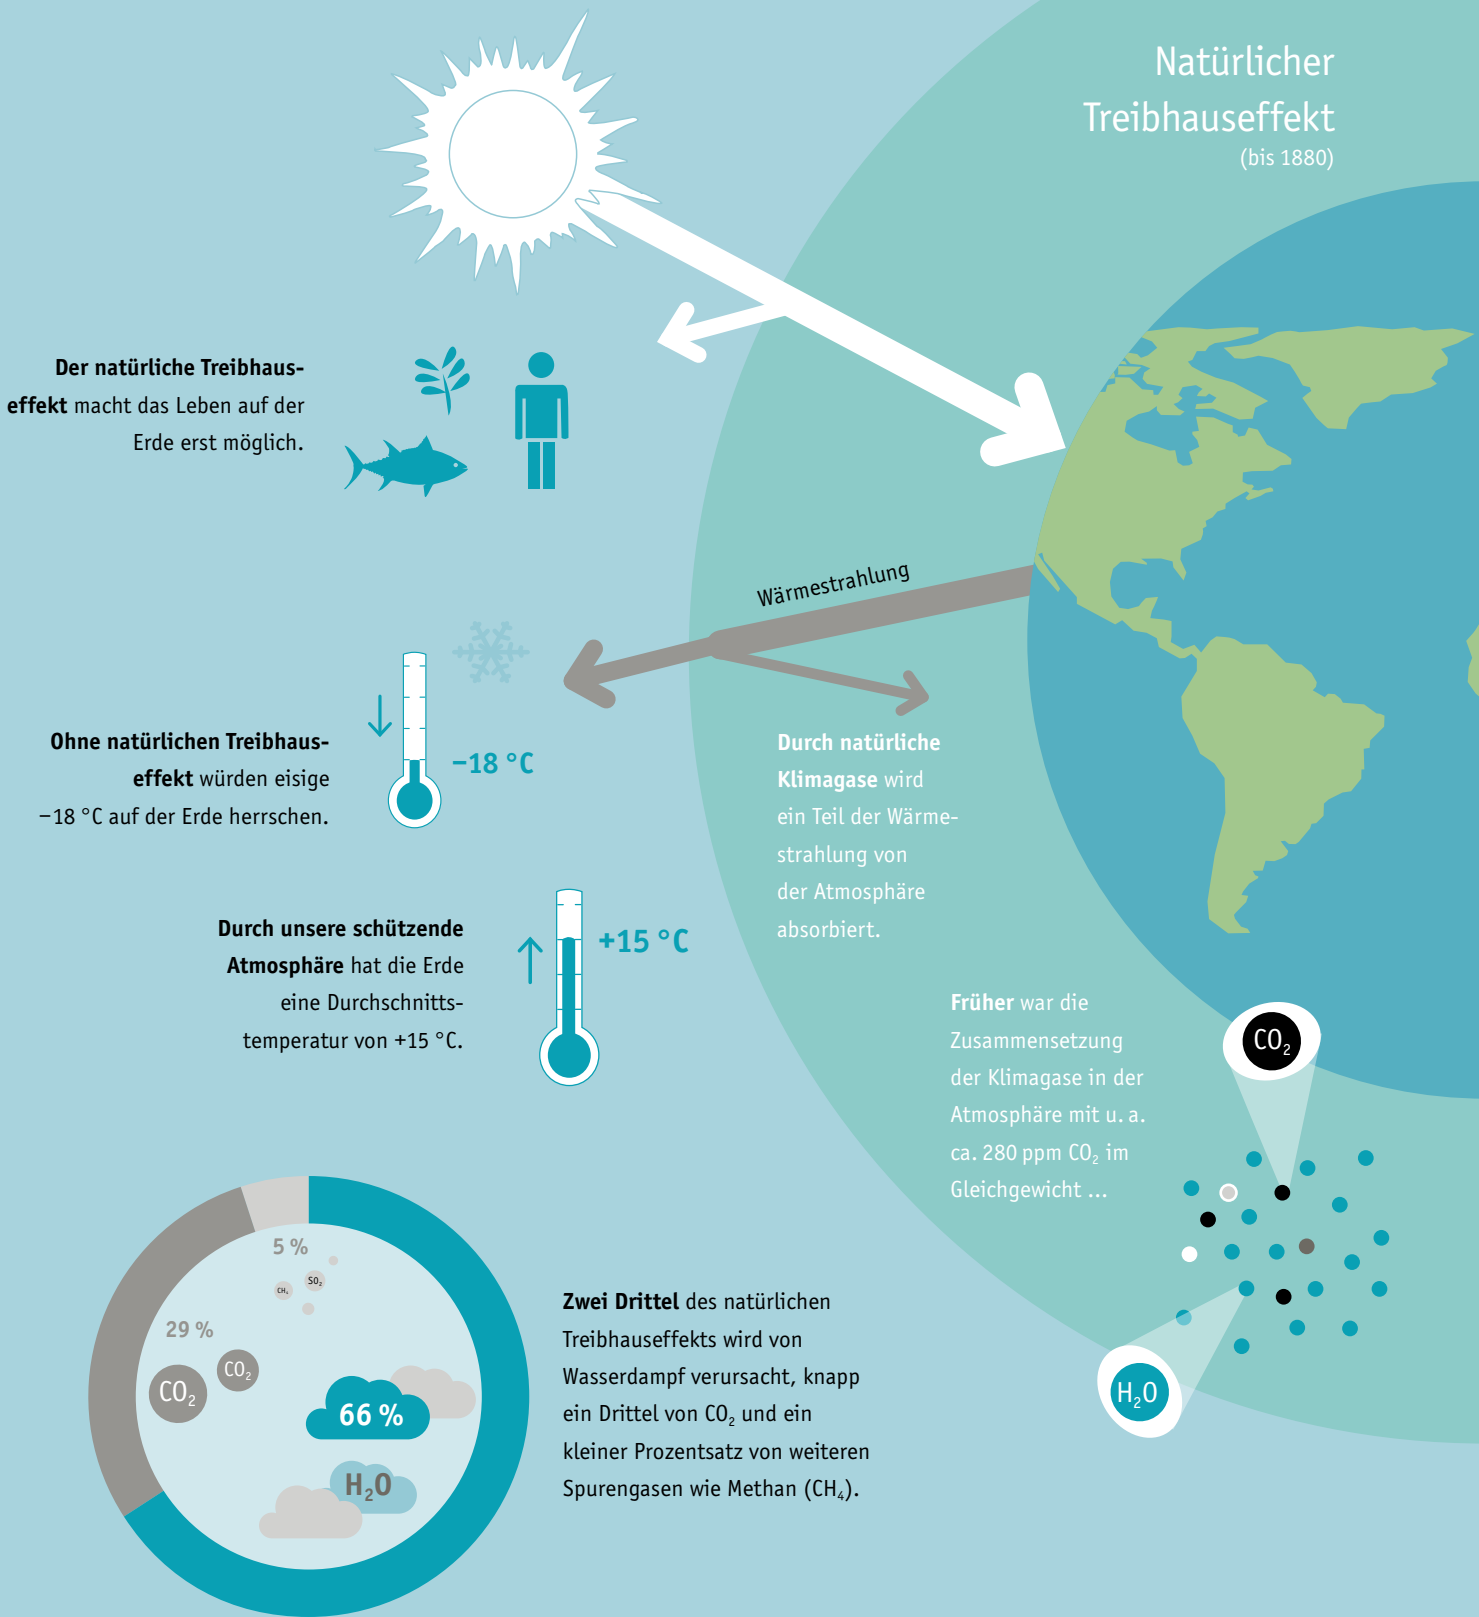 Natürlicher
Treibhauseffekt
(bis 1880)
Der natürliche Treibhaus-
effekt macht das Leben auf der
Erde erst möglich.
Wärmestrahlung
Ohne natürlichen Treibhaus-
effekt würden eisige
−18 °C auf der Erde herrschen.
−18 °C
Durch natürliche
Klimagase wird
ein Teil der Wärme-
strahlung von
der Atmosphäre
absorbiert.
Durch unsere schützende
Atmosphäre hat die Erde
eine Durchschnitts-
temperatur von +15 °C.
+15 °C
Früher war die
Zusammensetzung
der Klimagase in der
Atmosphäre mit u. a.
ca. 280 ppm CO₂ im
Gleichgewicht ...
CO₂
H₂O
5 %
CH₄
SO₂
29 %
CO₂
CO₂
66 %
H₂O
Zwei Drittel des natürlichen
Treibhauseffekts wird von
Wasserdampf verursacht, knapp
ein Drittel von CO₂ und ein
kleiner Prozentsatz von weiteren
Spurengasen wie Methan (CH₄).